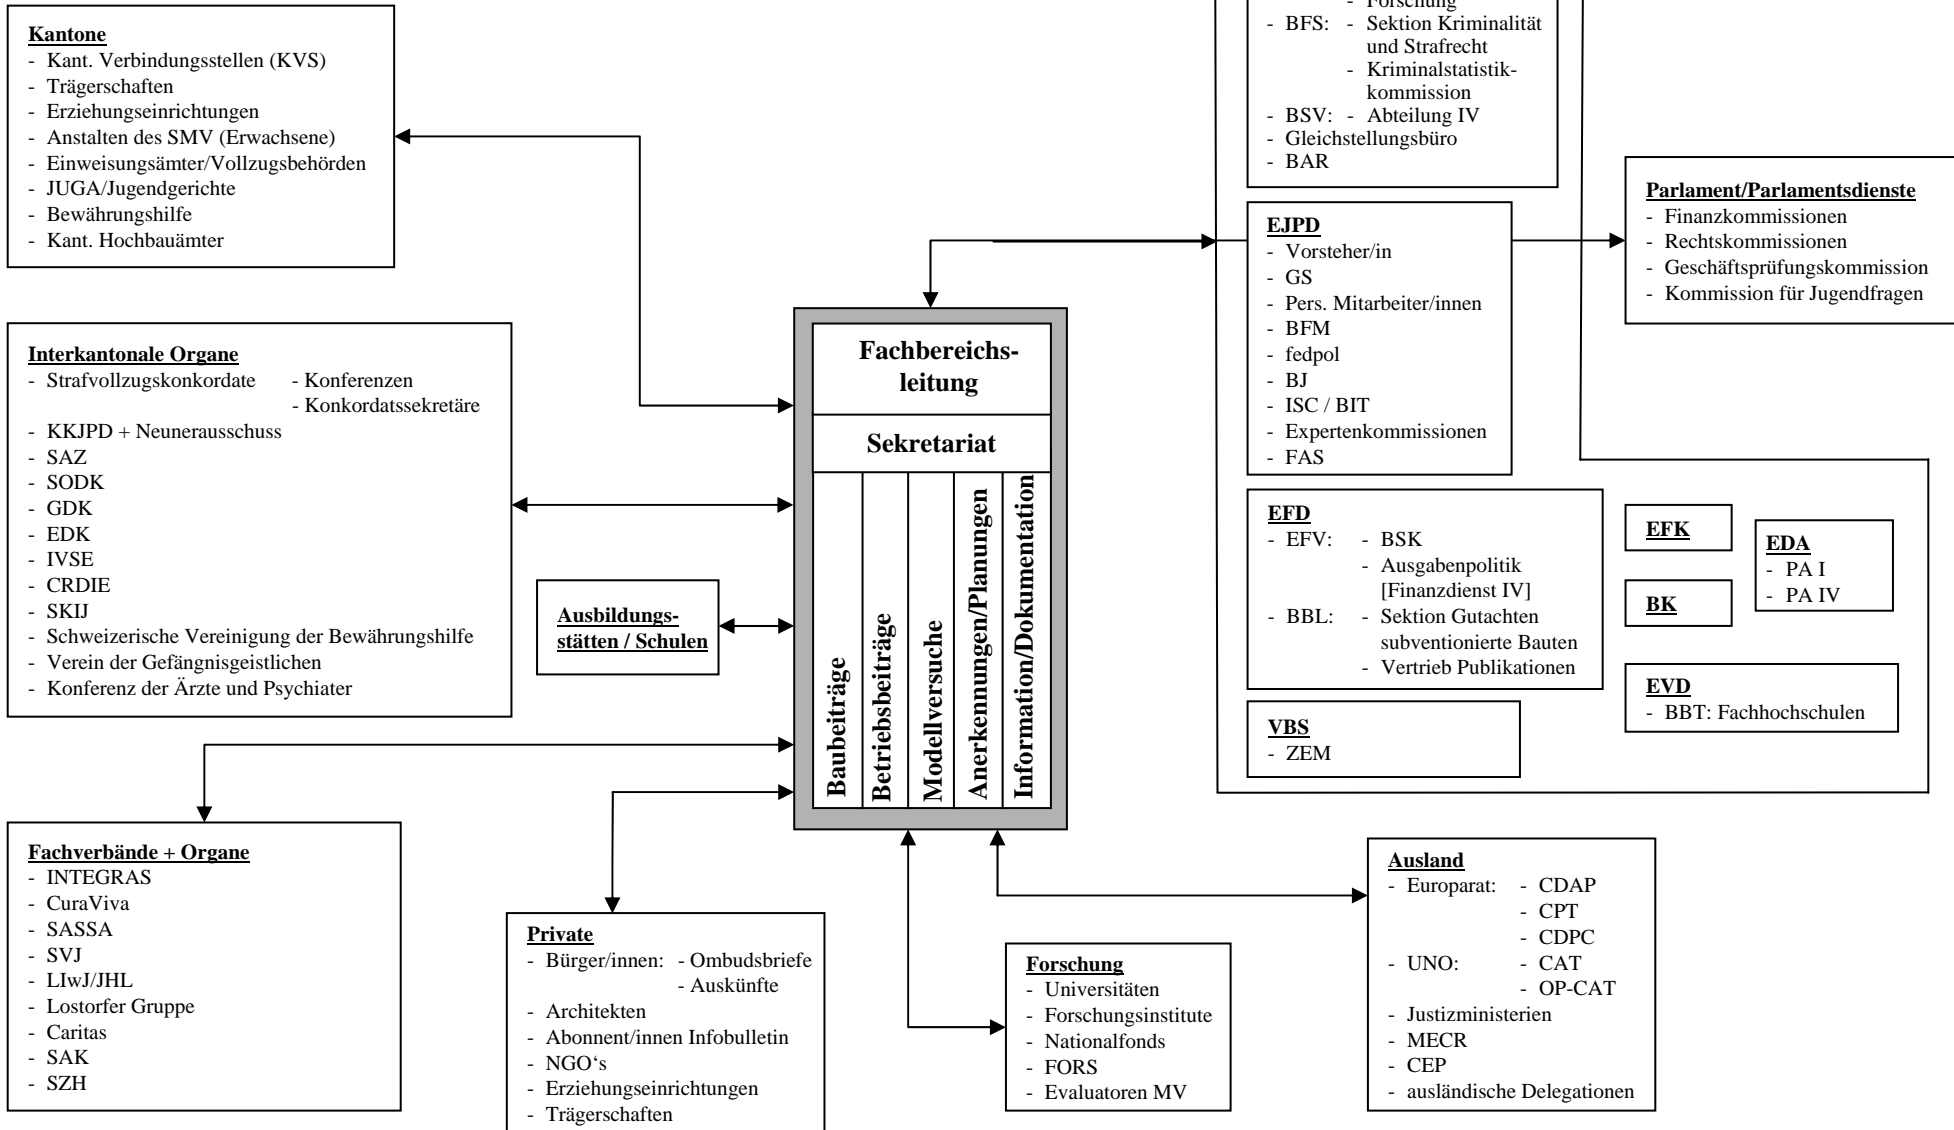 Kantone
- Kant. Verbindungsstellen (KVS)
- Trägerschaften
- Erziehungseinrichtungen
- Anstalten des SMV (Erwachsene)
- Einweisungsämter/Vollzugsbehörden
- JUGA/Jugendgerichte
- Bewährungshilfe
- Kant. Hochbauämter
Interkantonale Organe
- Strafvollzugskonkordate - Konferenzen
- Konkordatssekretäre
- KKJPD + Neunerausschuss
- SAZ
- SODK
- GDK
- EDK
- IVSE
- CRDIE
- SKIJ
- Schweizerische Vereinigung der Bewährungshilfe
- Verein der Gefängnisgeistlichen
- Konferenz der Ärzte und Psychiater
Fachverbände + Organe
- INTEGRAS
- CuraViva
- SASSA
- SVJ
- LIwJ/JHL
- Lostorfer Gruppe
- Caritas
- SAK
- SZH
Ausbildungs-
stätten / Schulen
Private
- Bürger/innen: - Ombudsbriefe
- Auskünfte
- Architekten
- Abonnent/innen Infobulletin
- NGO‘s
- Erziehungseinrichtungen
- Trägerschaften
Fachbereichs-
leitung
Sekretariat
Baubeiträge
Betriebsbeiträge
Modellversuche
Anerkennungen/Planungen
Information/Dokumentation
- Forschung
- BFS: - Sektion Kriminalität
und Strafrecht
- Kriminalstatistik-
kommission
- BSV: - Abteilung IV
- Gleichstellungsbüro
- BAR
EJPD
- Vorsteher/in
- GS
- Pers. Mitarbeiter/innen
- BFM
- fedpol
- BJ
- ISC / BIT
- Expertenkommissionen
- FAS
Parlament/Parlamentsdienste
- Finanzkommissionen
- Rechtskommissionen
- Geschäftsprüfungskommission
- Kommission für Jugendfragen
EFD
- EFV: - BSK
- Ausgabenpolitik
[Finanzdienst IV]
- BBL: - Sektion Gutachten
subventionierte Bauten
- Vertrieb Publikationen
EFK
BK
EDA
- PA I
- PA IV
EVD
- BBT: Fachhochschulen
VBS
- ZEM
Forschung
- Universitäten
- Forschungsinstitute
- Nationalfonds
- FORS
- Evaluatoren MV
Ausland
- Europarat: - CDAP
- CPT
- CDPC
- UNO: - CAT
- OP-CAT
- Justizministerien
- MECR
- CEP
- ausländische Delegationen